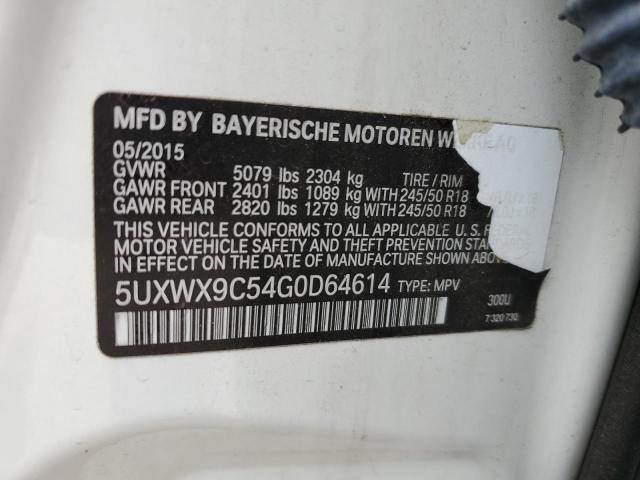 MFD BY BAYERISCHE MOTOREN
05/2015
GVWR 5079 lbs 2304 kg TIRE / RIM
GAWR FRONT 2401 lbs 1089 kg WITH 245/50 R18
GAWR REAR 2820 lbs 1279 kg WITH 245/50 R18
THIS VEHICLE CONFORMS TO ALL APPLICABLE U. S. FEDERAL
MOTOR VEHICLE SAFETY AND THEFT PREVENTION STANDARDS
IN EFFECT ON THE DATE OF MANUFACTURE SHOWN ABOVE.
5UXWX9C54G0D64614 TYPE: MPV 300U
7 320 730